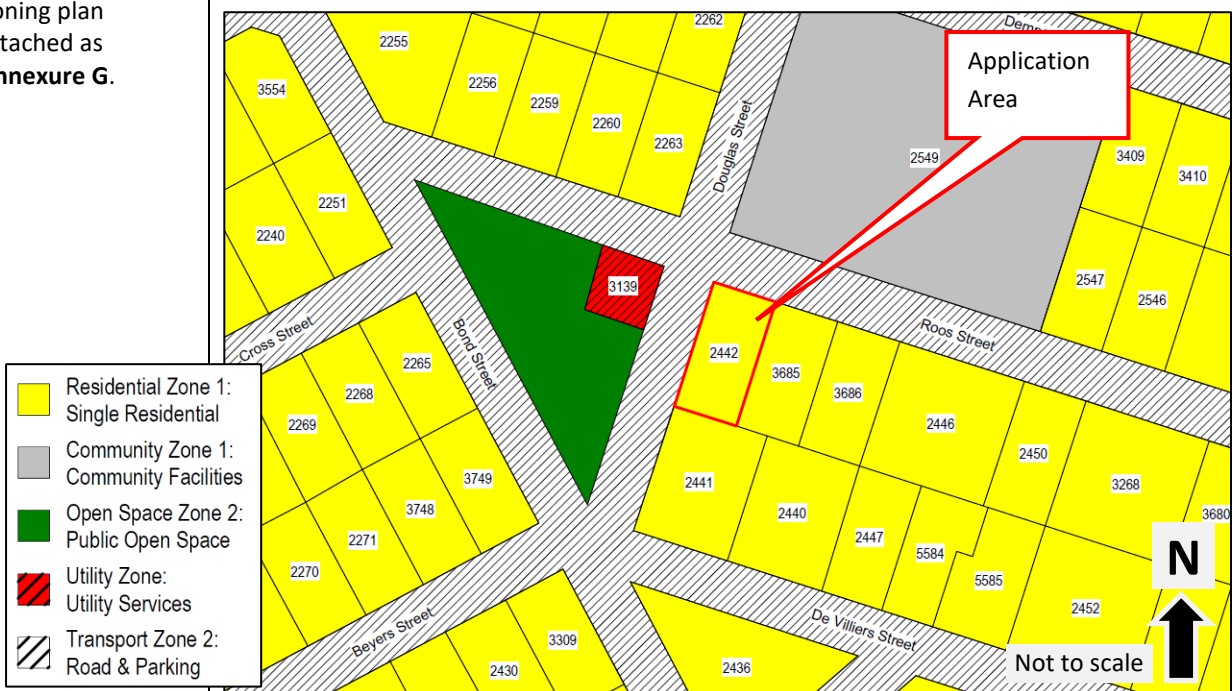 oning plan
tached as
nnexure G.
2262
2255
Application
Area
3554
2256
2259
2260
2263
Douglas Street
2549
3409
3410
2251
2240
3139
2547
2546
Cross Street
Bond Street
Roos Street
2442
3685
3686
2265
2268
2269
2446
2450
3268
3680
3749
3748
2271
2270
2441
2440
2447
5584
5585
2452
De Villiers Street
Beyers Street
3309
2430
2436
Residential Zone 1:
Single Residential
Community Zone 1:
Community Facilities
Open Space Zone 2:
Public Open Space
Utility Zone:
Utility Services
Transport Zone 2:
Road & Parking
N
Not to scale